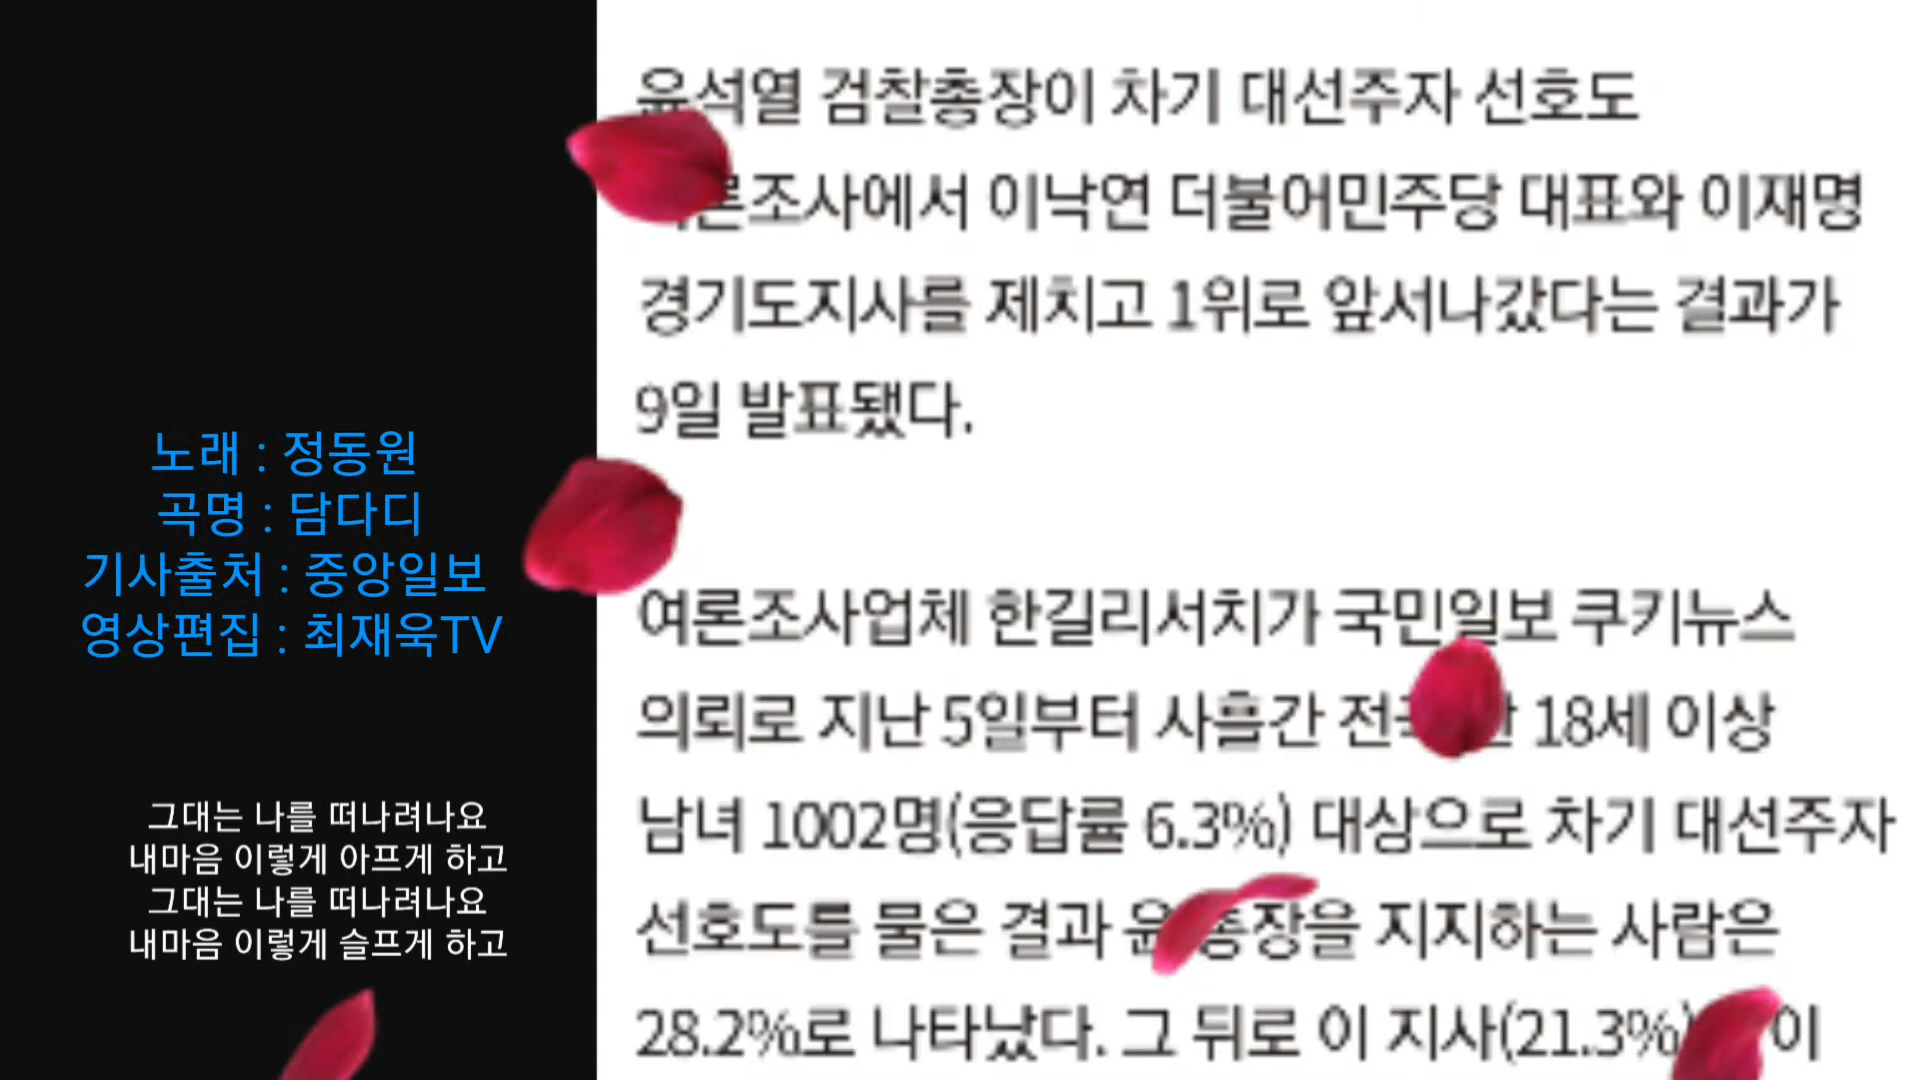 노래 : 정동원
곡명 : 담다디
기사출처 : 중앙일보
영상편집 : 최재욱TV
그대는 나를 떠나려나요
내마음 이렇게 아프게 하고
그대는 나를 떠나려나요
내마음 이렇게 슬프게 하고
윤석열 검찰총장이 차기 대선주자 선호도
이낙연 더불어민주당 대표와 이재명
경기도지사를 제치고 1위로 앞서나갔다는 결과가
9일 발표됐다.
여론조사업체 한길리서치가 국민일보 쿠키뉴스
의뢰로 지난 5일부터 사흘간 18세 이상
남녀 1002명(응답률 6.3%) 대상으로 차기 대선주자
선호도를 물은 결과 윤 총장을 지지하는 사람은
28.2%로 나타났다. 그 뒤로 이 지사(21.3%) 이